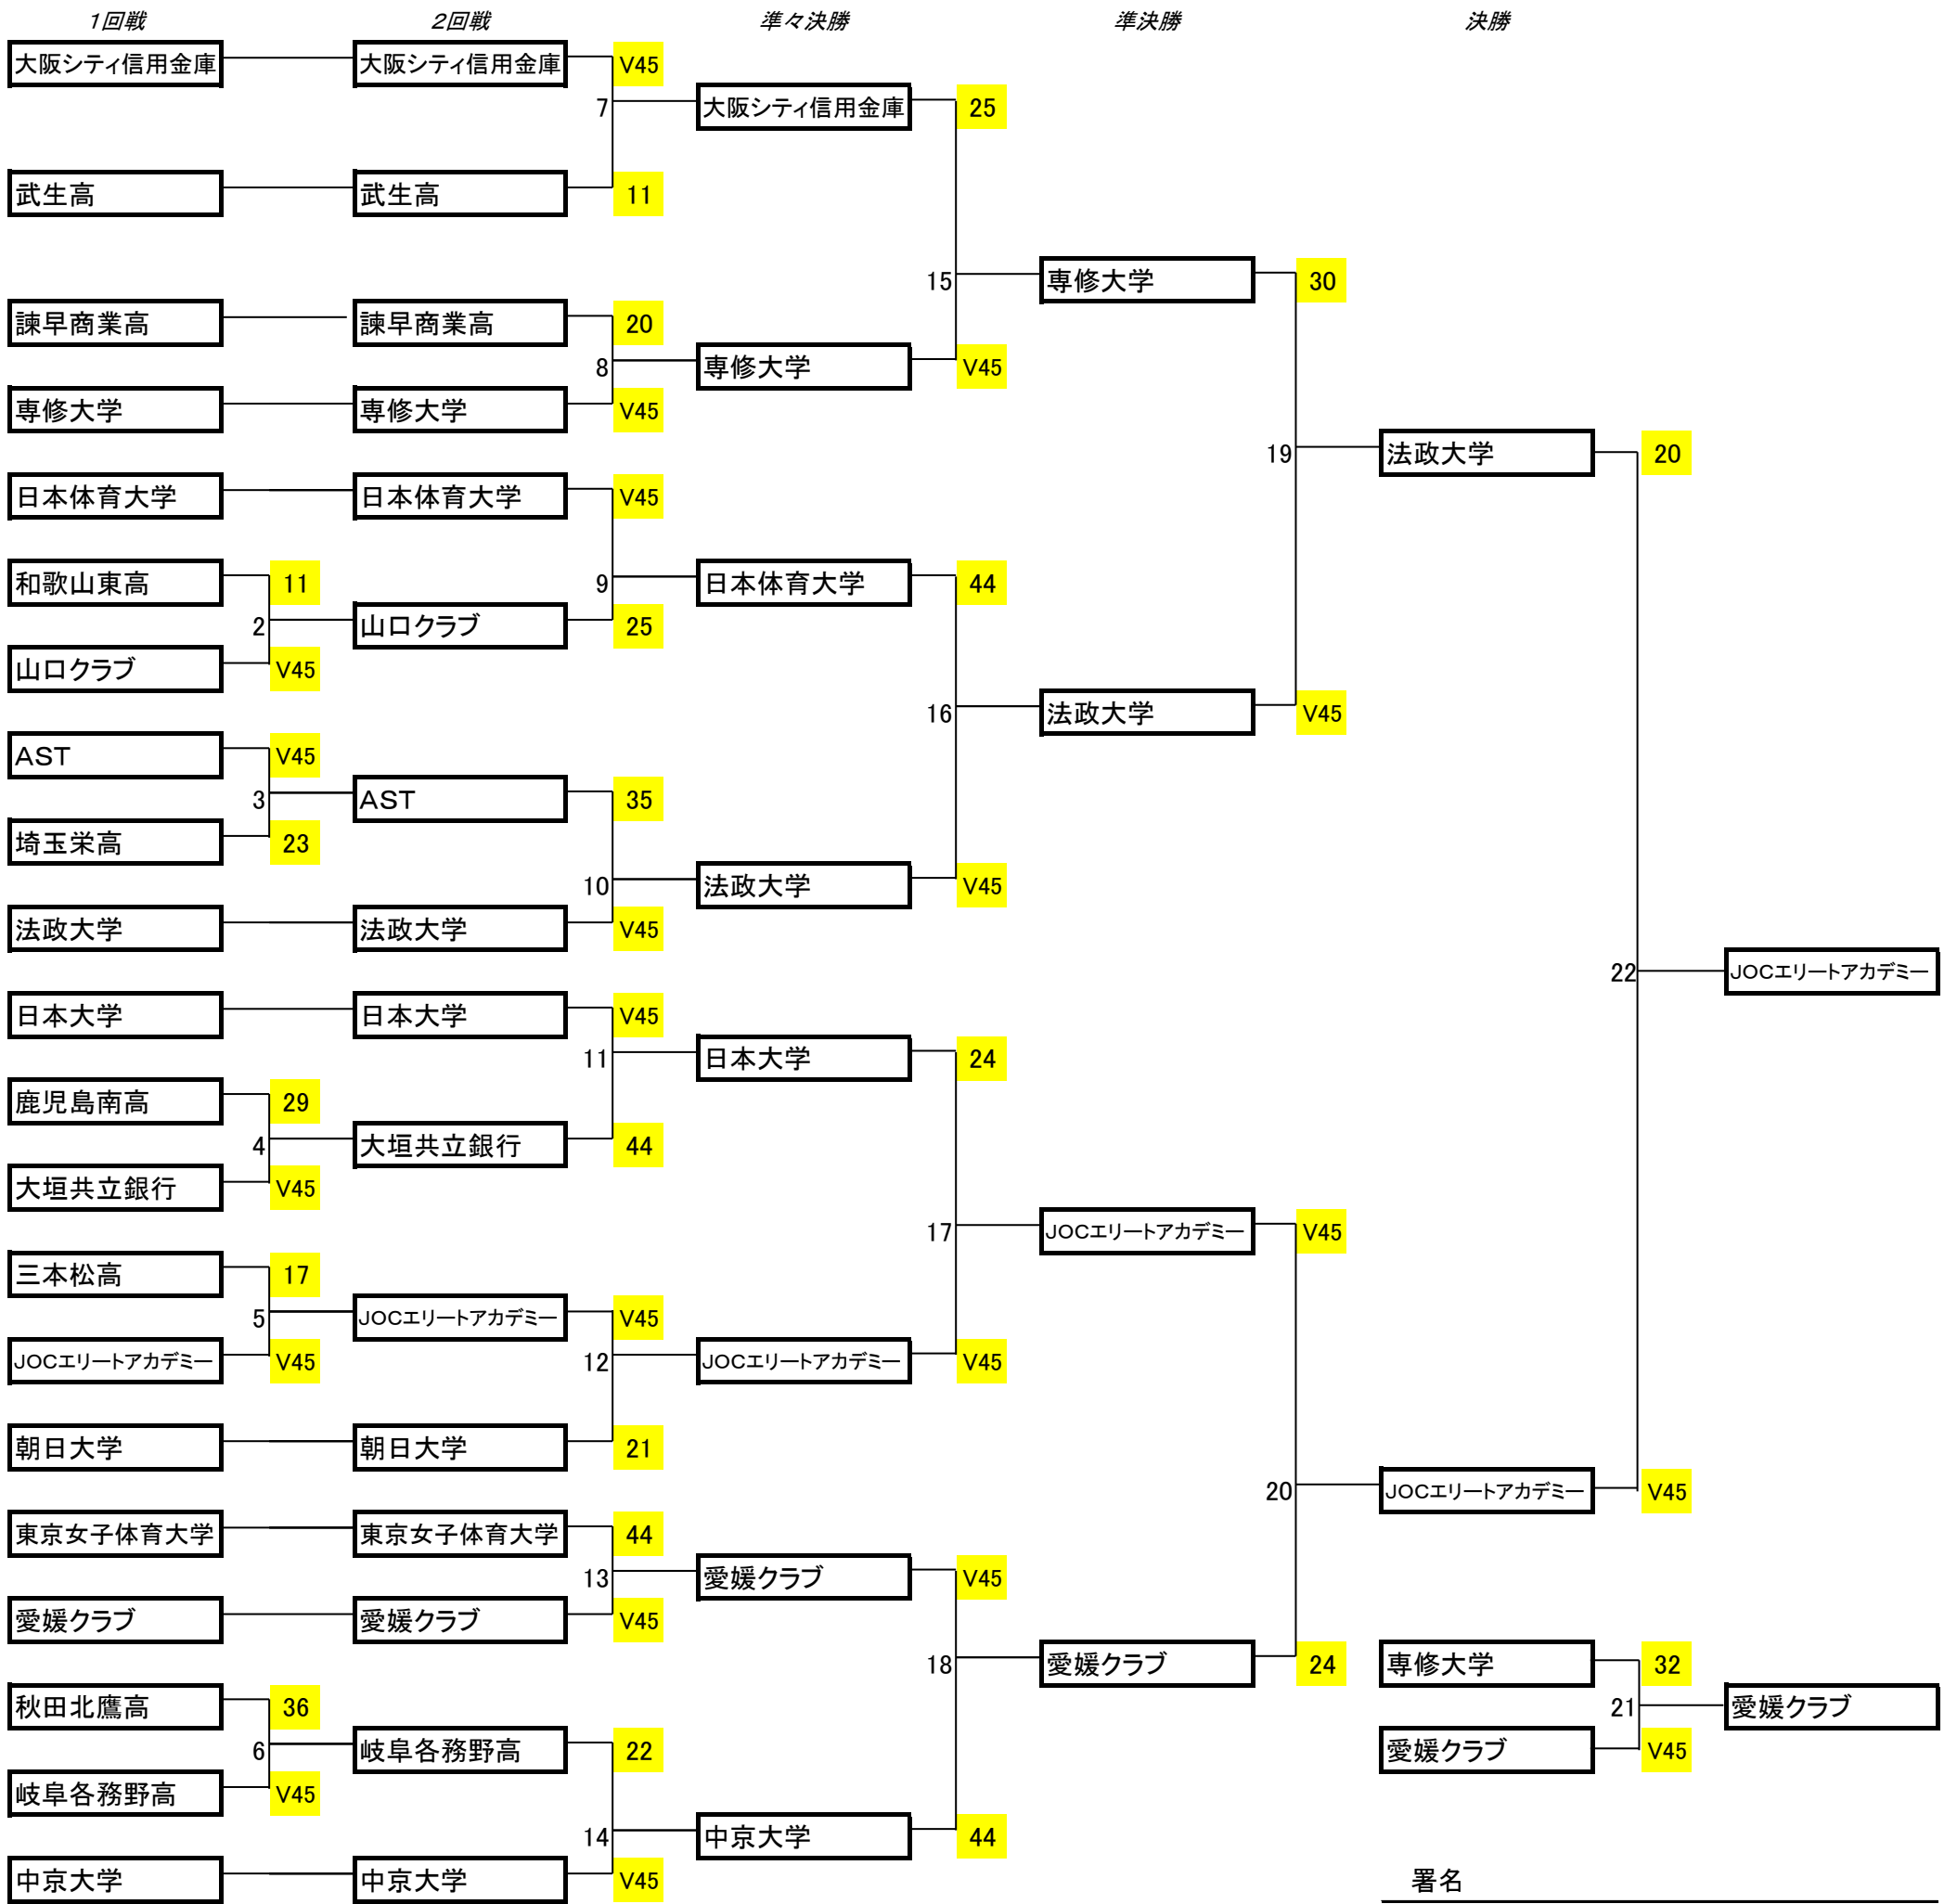 1回戦 2回戦 準々決勝 準決勝 決勝
大阪シティ信用金庫 大阪シティ信用金庫 V45
7 大阪シティ信用金庫 25
武生高 武生高 11
15 専修大学 30
諫早商業高 諫早商業高 20
8 専修大学 V45
専修大学 専修大学 V45
19 法政大学 20
日本体育大学 日本体育大学 V45
和歌山東高 11 9 日本体育大学 44
2 山口クラブ 25
山口クラブ V45
16 法政大学 V45
AST V45
3 AST 35
埼玉栄高 23
10 法政大学 V45
法政大学 法政大学 V45
22 JOCエリートアカデミー
日本大学 日本大学 V45
11 日本大学 24
鹿児島南高 29
4 大垣共立銀行 44
大垣共立銀行 V45
17 JOCエリートアカデミー V45
三本松高 17
5 JOCエリートアカデミー V45
JOCエリートアカデミー V45 12 JOCエリートアカデミー V45
朝日大学 朝日大学 21
20 JOCエリートアカデミー V45
東京女子体育大学 東京女子体育大学 44
13 愛媛クラブ V45
愛媛クラブ 愛媛クラブ V45
18 愛媛クラブ 24 専修大学 32
秋田北鷹高 36 21 愛媛クラブ
6 岐阜各務野高 22 愛媛クラブ V45
岐阜各務野高 V45
14 中京大学 44
中京大学 中京大学 V45
署名